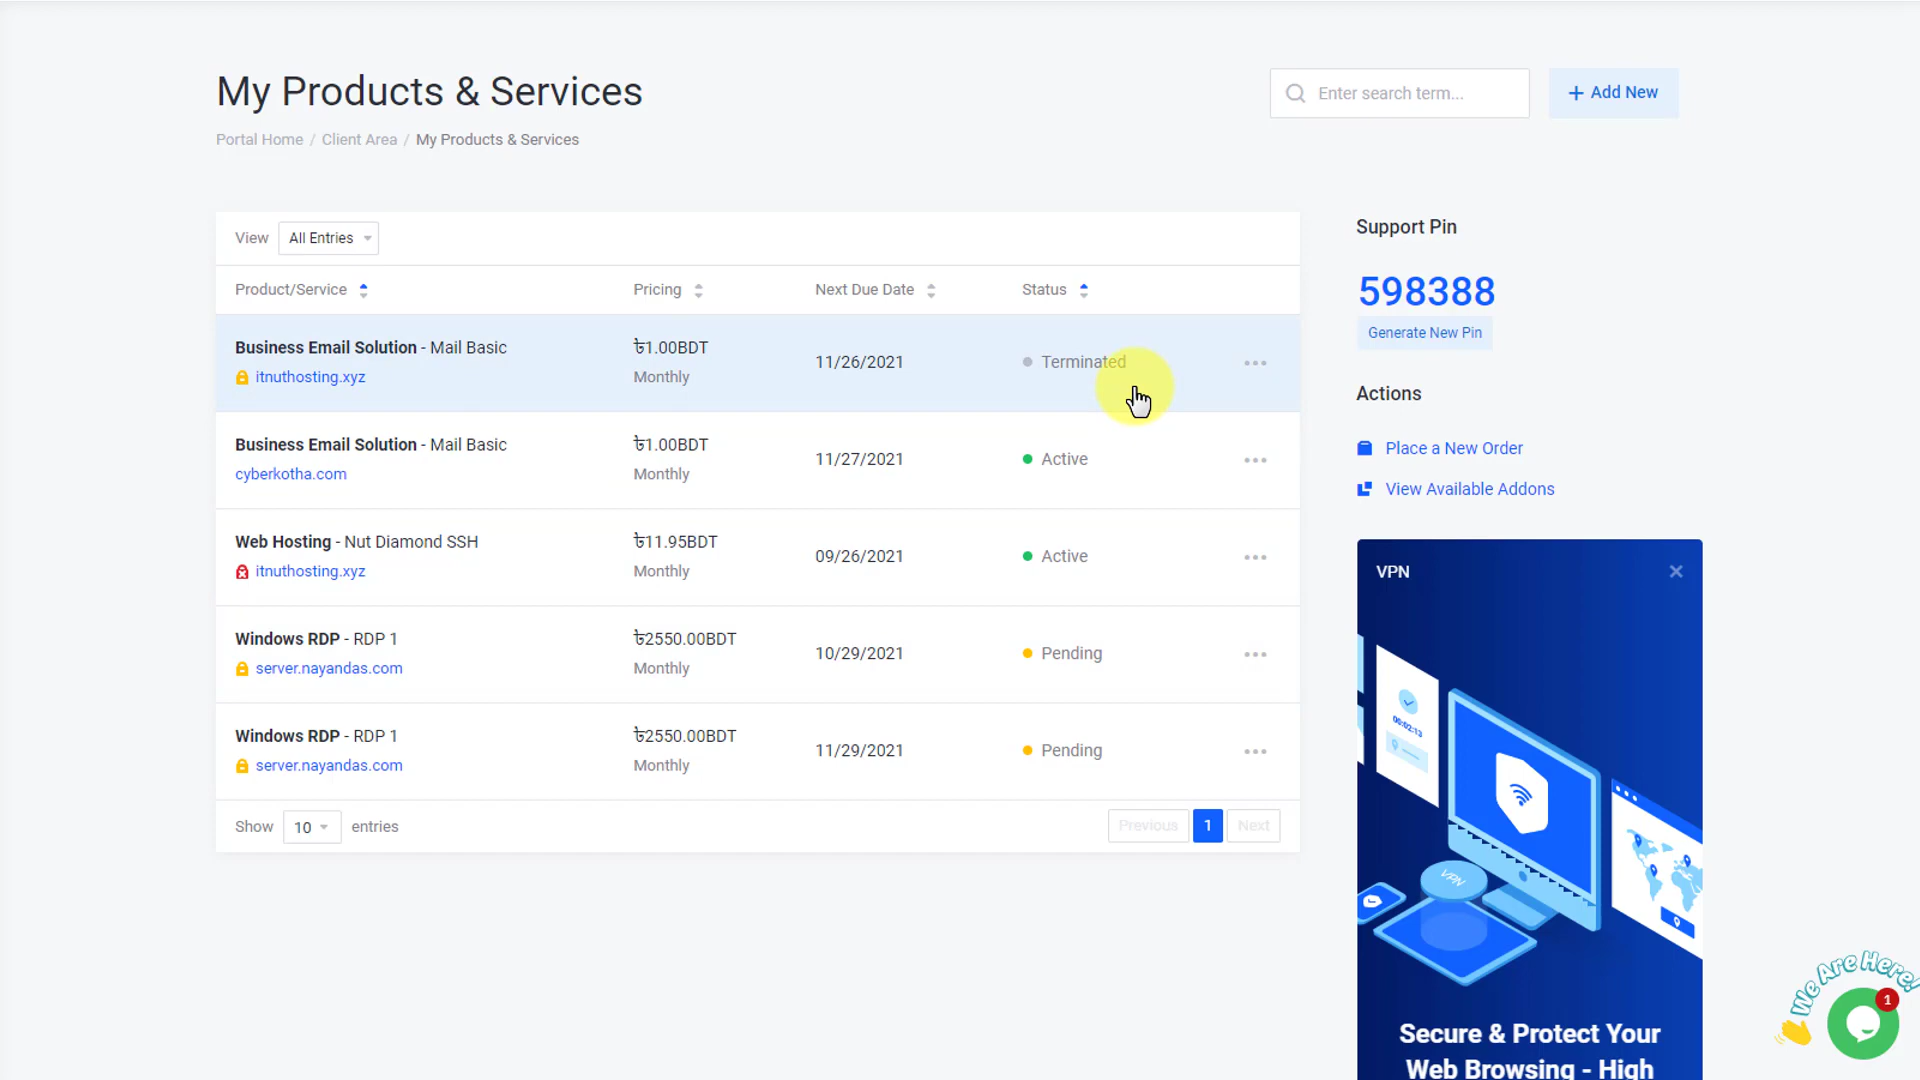 My Products & Services
Enter search term...
+ Add New
Portal Home / Client Area / My Products & Services
View All Entries
Product/Service Pricing Next Due Date Status
Business Email Solution - Mail Basic
itnuthosting.xyz
৳1.00BDT
Monthly
11/26/2021
Terminated
Business Email Solution - Mail Basic
cyberkotha.com
৳1.00BDT
Monthly
11/27/2021
Active
Web Hosting - Nut Diamond SSH
itnuthosting.xyz
৳11.95BDT
Monthly
09/26/2021
Active
Windows RDP - RDP 1
server.nayandas.com
৳2550.00BDT
Monthly
10/29/2021
Pending
Windows RDP - RDP 1
server.nayandas.com
৳2550.00BDT
Monthly
11/29/2021
Pending
Show 10 entries
Previous 1 Next
Support Pin
598388
Generate New Pin
Actions
Place a New Order
View Available Addons
VPN
00:02:13
VPN
Secure & Protect Your
Web Browsing - High
We Are Here!
1